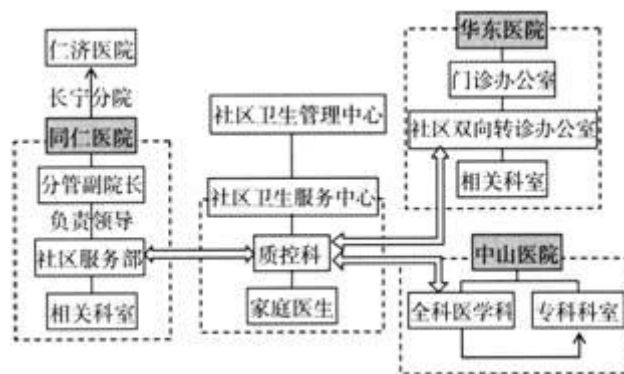 仁济医院
长宁分院
同仁医院
分管副院长
负责领导
社区服务部
相关科室
社区卫生管理中心
社区卫生服务中心
质控科
家庭医生
华东医院
门诊办公室
社区双向转诊办公室
相关科室
中山医院
全科医学科
专科科室